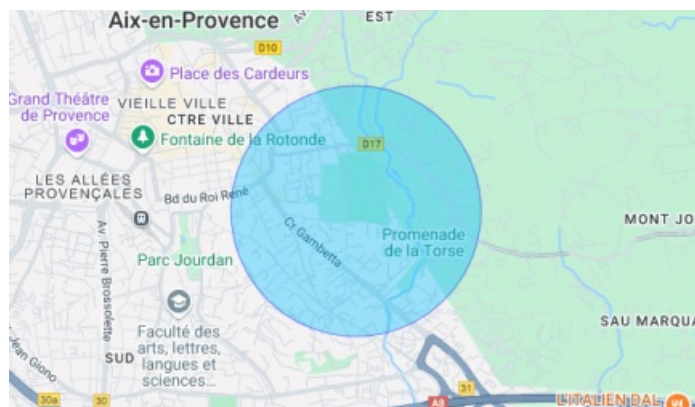 Aix-en-Provence
EST
D10
Place des Cardeurs
Grand Théâtre
de Provence
VIEILLE VILLE
CTRE VILLE
Fontaine de la Rotonde
D17
LES ALLÉES
PROVENÇALES
Bd du Roi René
Av. Pierre Brossolette
Cr Gambetta
Promenade
de la Torse
MONT JO
Parc Jourdan
Faculté des
arts, lettres,
langues et
sciences...
SUD
SAU MARQUA
Jean Giono
30a
30
31
A8
L'ITALIEN DAL